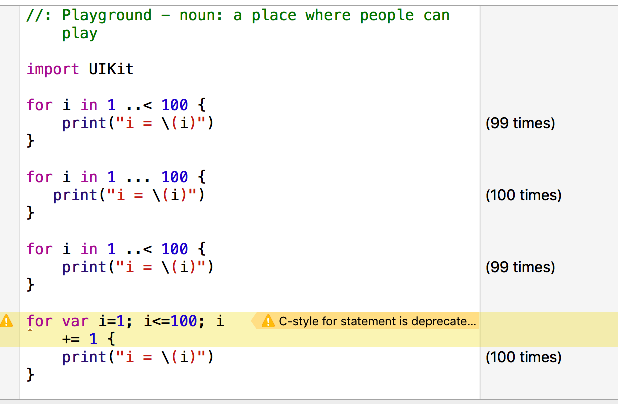 //: Playground – noun: a place where people can
play
import UIKit
for i in 1 ..< 100 {
print("i = \(i)")
(99 times)
}
for i in 1 ... 100 {
print("i = \(i)")
(100 times)
}
for i in 1 ..< 100 {
print("i = \(i)")
(99 times)
}
for var i=1; i<=100; i
C-style for statement is deprecate...
+= 1 {
print("i = \(i)")
(100 times)
}